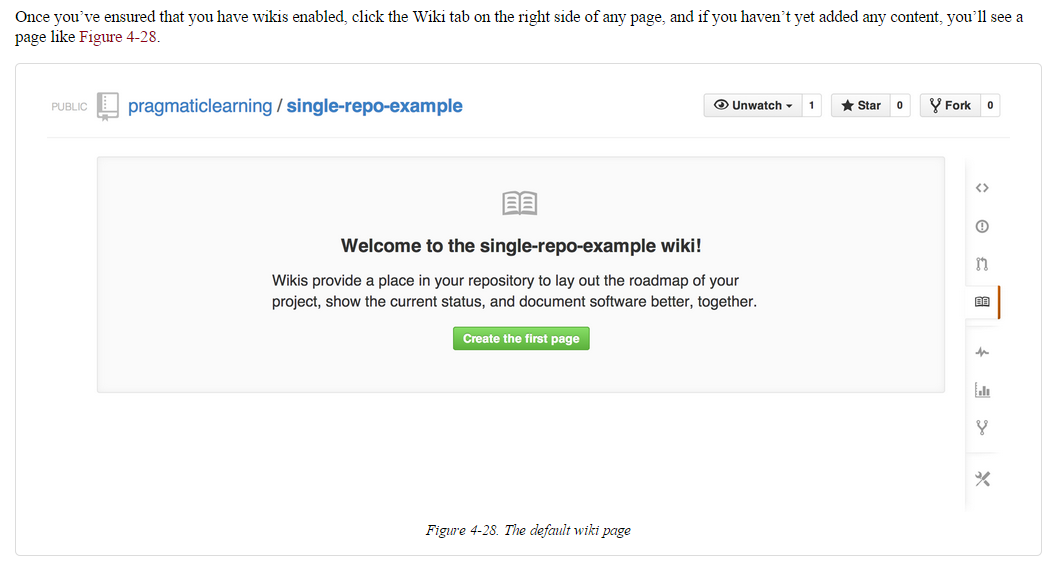 Once you’ve ensured that you have wikis enabled, click the Wiki tab on the right side of any page, and if you haven’t yet added any content, you’ll see a
page like Figure 4-28.
PUBLIC pragmaticlearning / single-repo-example Unwatch 1 Star 0 Fork 0
Welcome to the single-repo-example wiki!
Wikis provide a place in your repository to lay out the roadmap of your
project, show the current status, and document software better, together.
Create the first page
Figure 4-28. The default wiki page